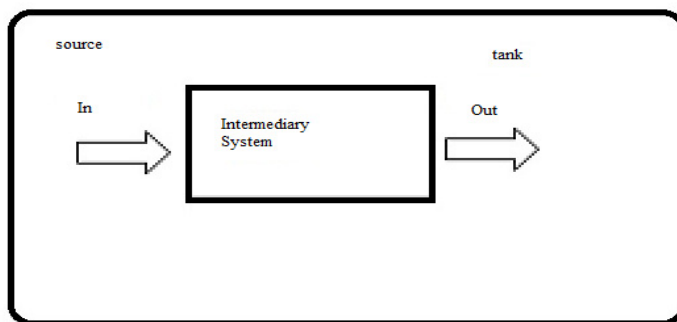 source
tank
In
Out
Intermediary
System